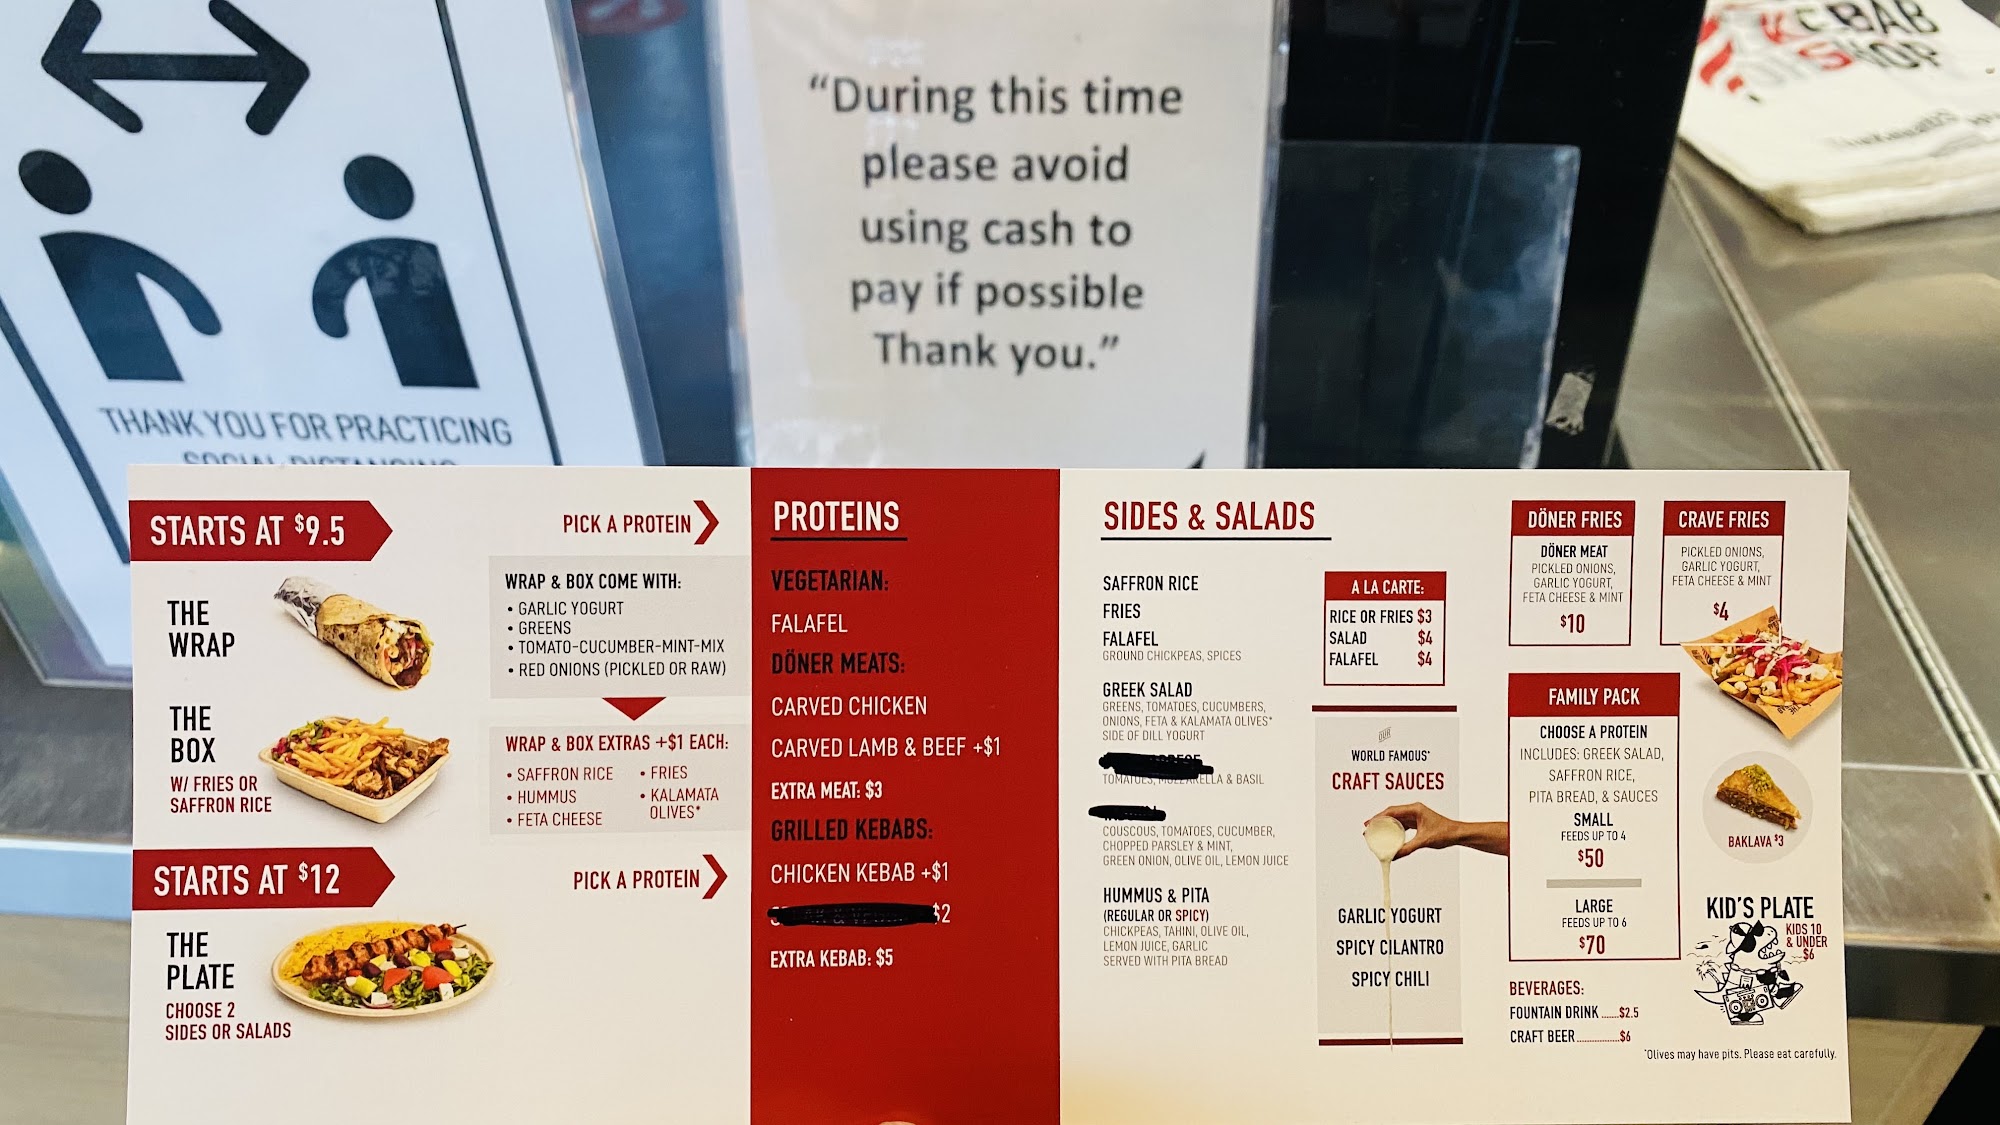 THANK YOU FOR PRACTICING
SOCIAL DISTANCING
“During this time
please avoid
using cash to
pay if possible
Thank you.”
KEBAB
SHOP
STARTS AT $9.5
PICK A PROTEIN
THE
WRAP
THE
BOX
W/ FRIES OR
SAFFRON RICE
WRAP & BOX COME WITH:
• GARLIC YOGURT
• GREENS
• TOMATO-CUCUMBER-MINT-MIX
• RED ONIONS (PICKLED OR RAW)
WRAP & BOX EXTRAS +$1 EACH:
• SAFFRON RICE
• HUMMUS
• FETA CHEESE
• FRIES
• KALAMATA
OLIVES*
STARTS AT $12
PICK A PROTEIN
THE
PLATE
CHOOSE 2
SIDES OR SALADS
PROTEINS
VEGETARIAN:
FALAFEL
DÖNER MEATS:
CARVED CHICKEN
CARVED LAMB & BEEF +$1
EXTRA MEAT: $3
GRILLED KEBABS:
CHICKEN KEBAB +$1
$2
EXTRA KEBAB: $5
SIDES & SALADS
SAFFRON RICE
FRIES
FALAFEL
GROUND CHICKPEAS, SPICES
GREEK SALAD
GREENS, TOMATOES, CUCUMBERS,
ONIONS, FETA & KALAMATA OLIVES*
SIDE OF DILL YOGURT
TOMATOES, MOZZARELLA & BASIL
COUSCOUS, TOMATOES, CUCUMBER,
CHOPPED PARSLEY & MINT,
GREEN ONION, OLIVE OIL, LEMON JUICE
HUMMUS & PITA
(REGULAR OR SPICY)
CHICKPEAS, TAHINI, OLIVE OIL,
LEMON JUICE, GARLIC
SERVED WITH PITA BREAD
A LA CARTE:
RICE OR FRIES $3
SALAD $4
FALAFEL $4
OUR
WORLD FAMOUS*
CRAFT SAUCES
GARLIC YOGURT
SPICY CILANTRO
SPICY CHILI
DÖNER FRIES
DÖNER MEAT
PICKLED ONIONS,
GARLIC YOGURT,
FETA CHEESE & MINT
$10
CRAVE FRIES
PICKLED ONIONS,
GARLIC YOGURT,
FETA CHEESE & MINT
$4
FAMILY PACK
CHOOSE A PROTEIN
INCLUDES: GREEK SALAD,
SAFFRON RICE,
PITA BREAD, & SAUCES
SMALL
FEEDS UP TO 4
$50
LARGE
FEEDS UP TO 6
$70
BAKLAVA $3
KID'S PLATE
KIDS 10
& UNDER
$6
BEVERAGES:
FOUNTAIN DRINK ......$2.5
CRAFT BEER ...............$6
*Olives may have pits. Please eat carefully.